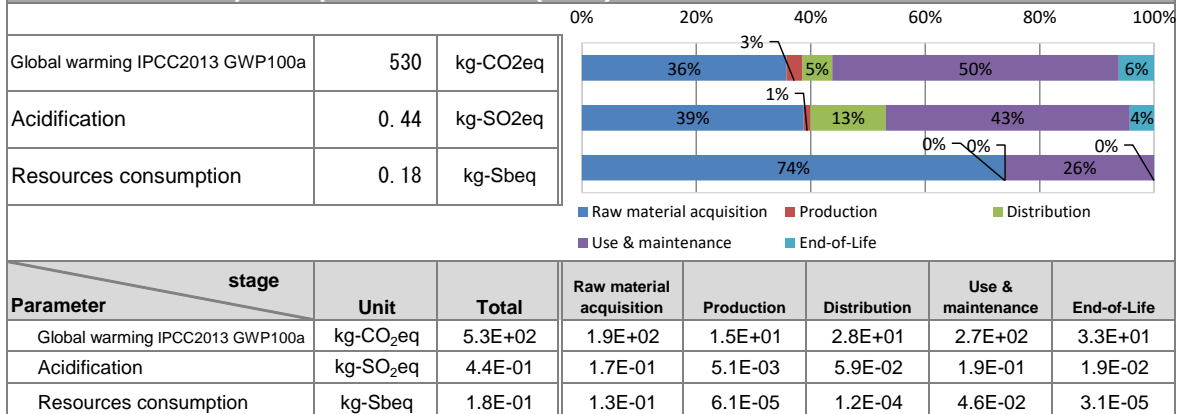 0% 20% 40% 60% 80% 100%
Global warming IPCC2013 GWP100a 530 kg-CO2eq
3%
36% 5% 50% 6%
Acidification 0.44 kg-SO2eq
1%
39% 13% 43% 4%
Resources consumption 0.18 kg-Sbeq
0% 0% 0%
74% 26%
Raw material acquisition Production Distribution
Use & maintenance End-of-Life
stage
Parameter Unit Total Raw material acquisition Production Distribution Use & maintenance End-of-Life
Global warming IPCC2013 GWP100a kg-CO₂eq 5.3E+02 1.9E+02 1.5E+01 2.8E+01 2.7E+02 3.3E+01
Acidification kg-SO₂eq 4.4E-01 1.7E-01 5.1E-03 5.9E-02 1.9E-01 1.9E-02
Resources consumption kg-Sbeq 1.8E-01 1.3E-01 6.1E-05 1.2E-04 4.6E-02 3.1E-05